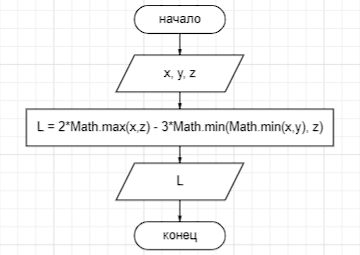 начало
x, y, z
L = 2*Math.max(x,z) - 3*Math.min(Math.min(x,y), z)
L
конец